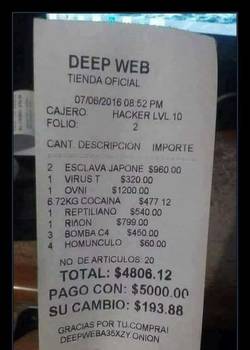 DEEP WEB
TIENDA OFICIAL
07/06/2016 08:52 PM
CAJERO: HACKER LVL 10
FOLIO: 2
CANT. DESCRIPCION IMPORTE
2 ESCLAVA JAPONE $960.00
1 VIRUS T $320.00
1 OVNI $1200.00
6.72KG COCAINA $477.12
1 REPTILIANO $540.00
1 RIÑON $799.00
3 BOMBA C4 $450.00
4 HOMUNCULO $60.00
NO. DE ARTICULOS: 20
TOTAL: $4806.12
PAGO CON: $5000.00
SU CAMBIO: $193.88
GRACIAS POR TU COMPRA!
DEEPWEBA35XZY.ONION